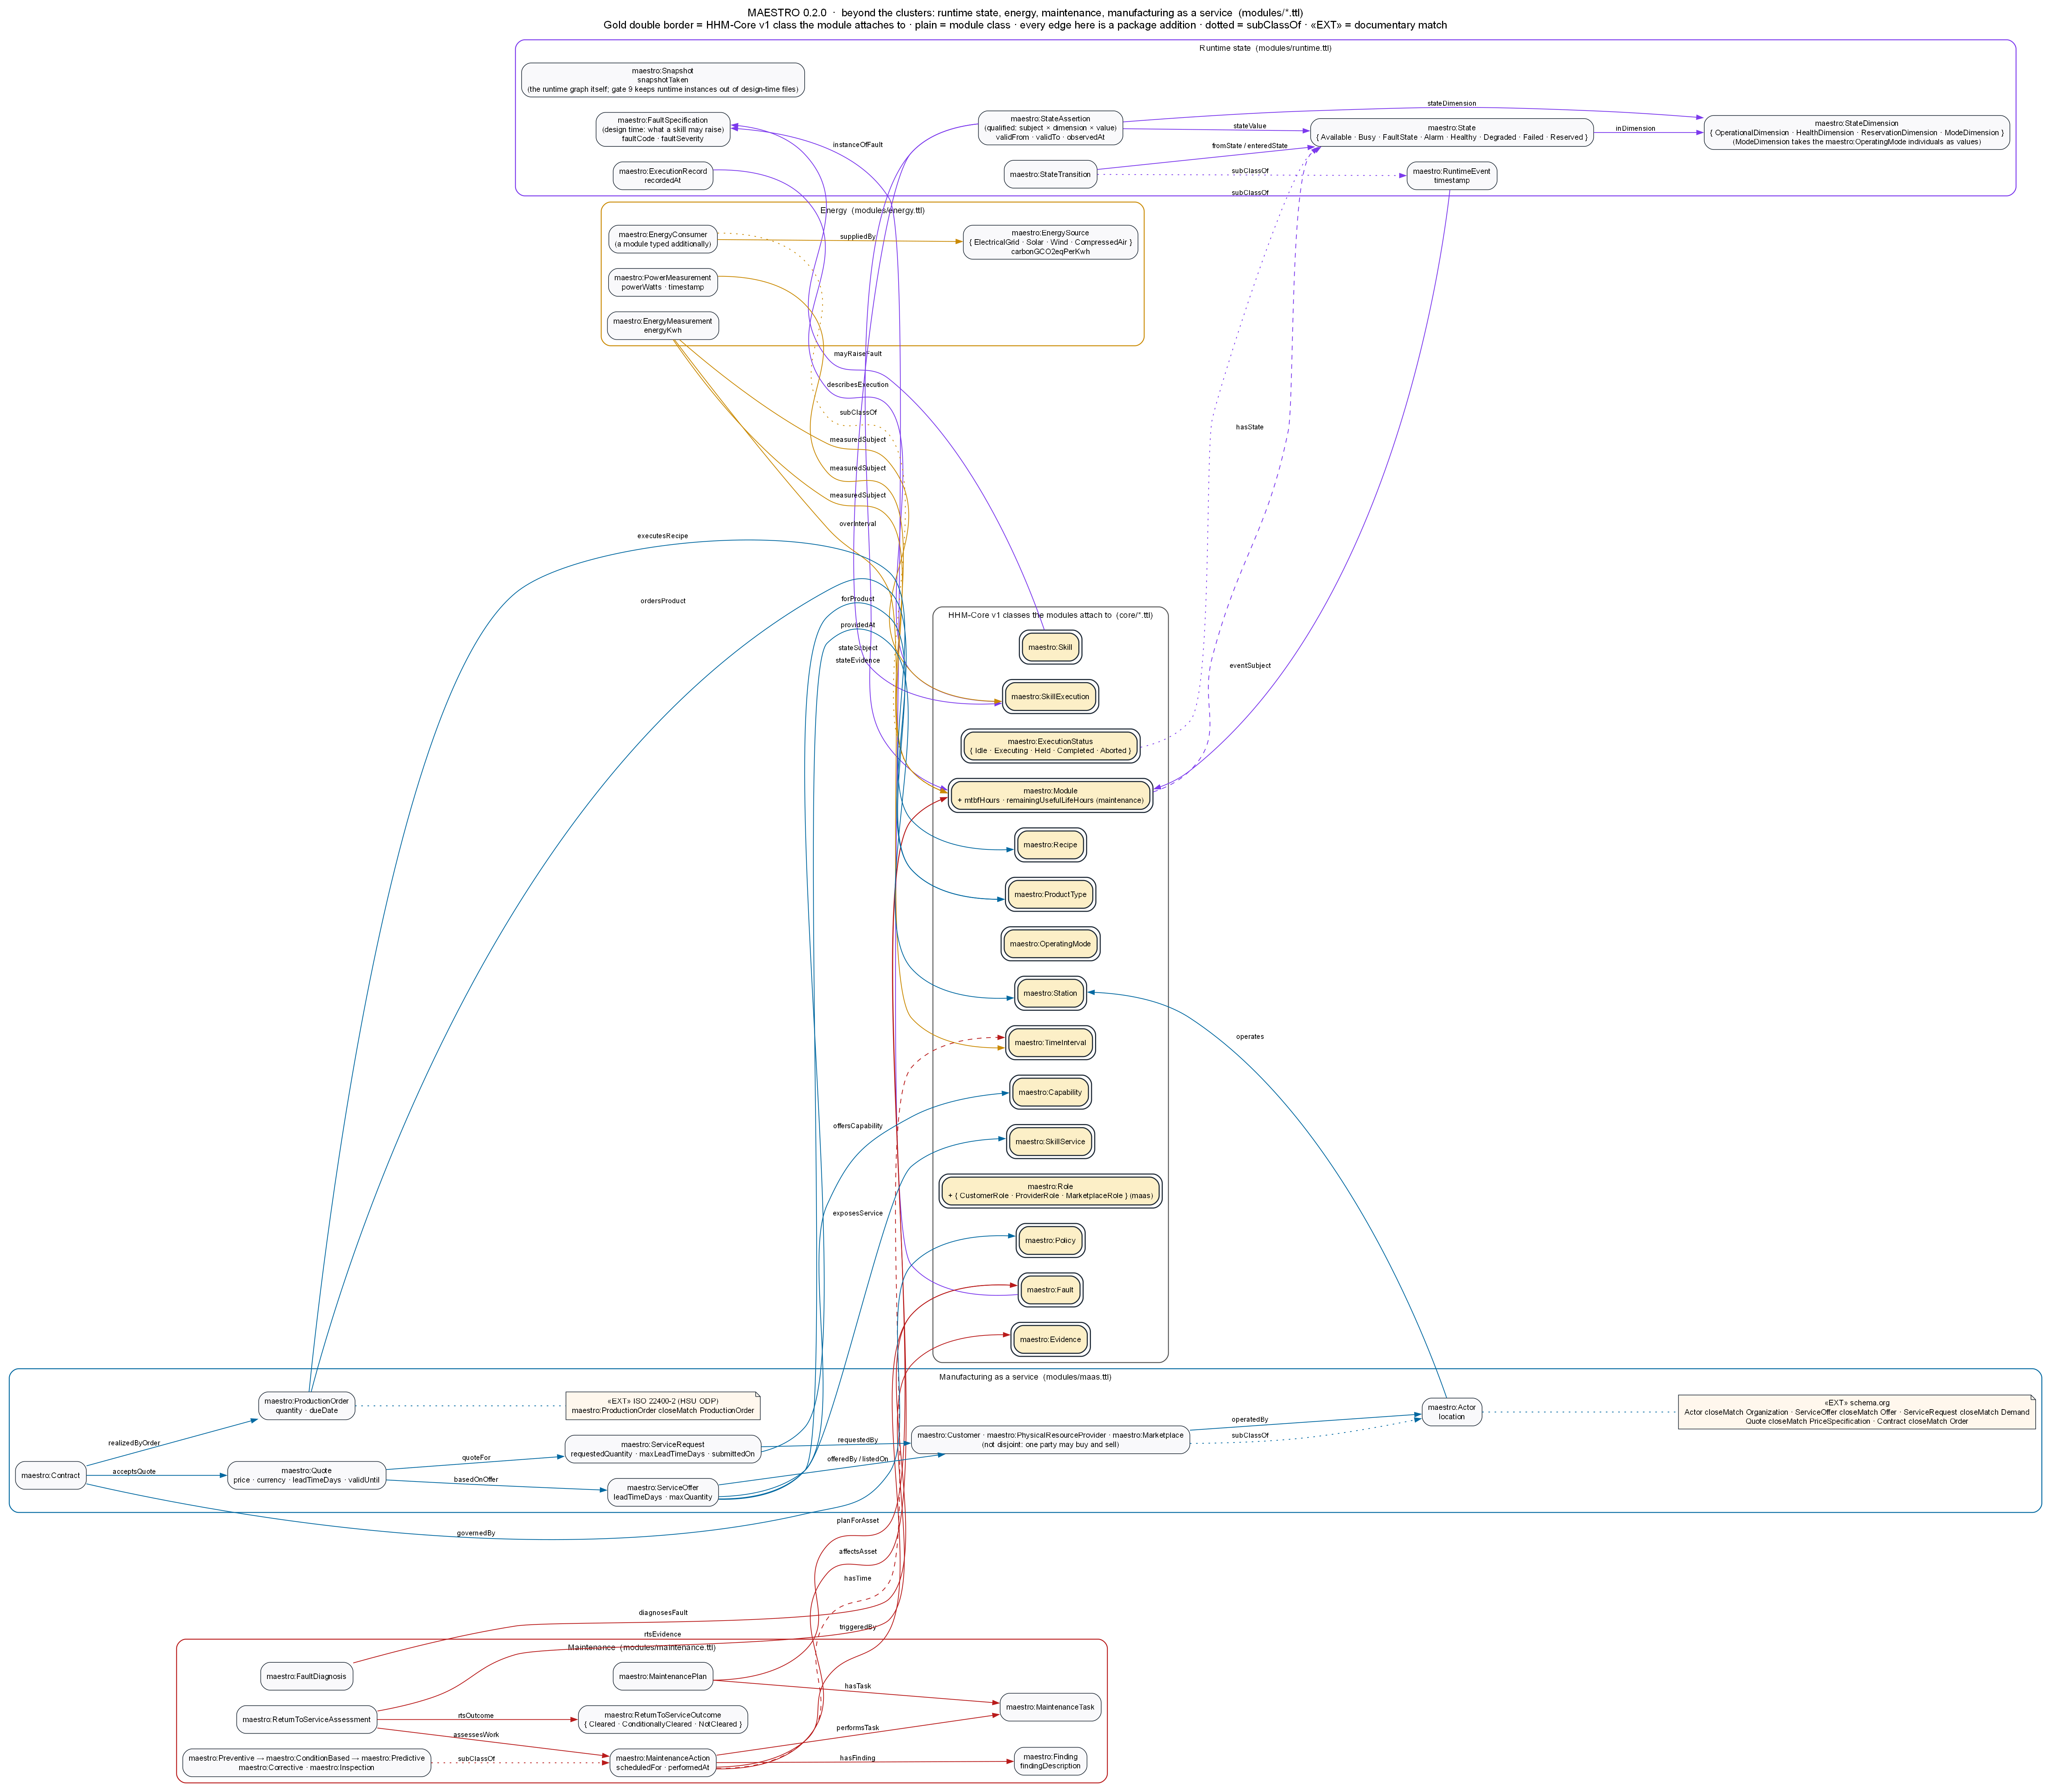 MAESTRO 0.2.0 · beyond the clusters: runtime state, energy, maintenance, manufacturing as a service (modules/*.ttl)
Gold double border = HHM-Core v1 class the module attaches to · plain = module class · every edge here is a package addition · dotted = subClassOf · «EXT» = documentary match
Runtime state (modules/runtime.ttl)
maestro:Snapshot
snapshotTaken
(the runtime graph itself; gate 9 keeps runtime instances out of design-time files)
maestro:FaultSpecification
(design time: what a skill may raise)
faultCode · faultSeverity
maestro:ExecutionRecord
recordedAt
instanceOfFault
maestro:StateAssertion
(qualified: subject × dimension × value)
validFrom · validTo · observedAt
maestro:StateTransition
stateDimension
stateValue
fromState / enteredState
subClassOf
subClassOf
maestro:State
{ Available · Busy · FaultState · Alarm · Healthy · Degraded · Failed · Reserved }
maestro:RuntimeEvent
timestamp
inDimension
maestro:StateDimension
{ OperationalDimension · HealthDimension · ReservationDimension · ModeDimension }
(ModeDimension takes the maestro:OperatingMode individuals as values)
Energy (modules/energy.ttl)
maestro:EnergyConsumer
(a module typed additionally)
maestro:PowerMeasurement
powerWatts · timestamp
maestro:EnergyMeasurement
energyKwh
suppliedBy
maestro:EnergySource
{ ElectricalGrid · Solar · Wind · CompressedAir }
carbonGCO2eqPerKwh
mayRaiseFault
describesExecution
subClassOf
measuredSubject
measuredSubject
measuredSubject
overInterval
hasState
executesRecipe
ordersProduct
forProduct
providedAt
stateSubject
stateEvidence
eventSubject
HHM-Core v1 classes the modules attach to (core/*.ttl)
maestro:Skill
maestro:SkillExecution
maestro:ExecutionStatus
{ Idle · Executing · Held · Completed · Aborted }
maestro:Module
+ mtbfHours · remainingUsefulLifeHours (maintenance)
maestro:Recipe
maestro:ProductType
maestro:OperatingMode
maestro:Station
maestro:TimeInterval
maestro:Capability
maestro:SkillService
maestro:Role
+ { CustomerRole · ProviderRole · MarketplaceRole } (maas)
maestro:Policy
maestro:Fault
maestro:Evidence
operates
offersCapability
exposesService
Manufacturing as a service (modules/maas.ttl)
maestro:ProductionOrder
quantity · dueDate
«EXT» ISO 22400-2 (HSU ODP)
maestro:ProductionOrder closeMatch ProductionOrder
realizedByOrder
maestro:Contract
acceptsQuote
maestro:Quote
price · currency · leadTimeDays · validUntil
quoteFor
basedOnOffer
maestro:ServiceRequest
requestedQuantity · maxLeadTimeDays · submittedOn
maestro:ServiceOffer
leadTimeDays · maxQuantity
requestedBy
offeredBy / listedOn
maestro:Customer · maestro:PhysicalResourceProvider · maestro:Marketplace
(not disjoint: one party may buy and sell)
operatedBy
subClassOf
maestro:Actor
location
«EXT» schema.org
Actor closeMatch Organization · ServiceOffer closeMatch Offer · ServiceRequest closeMatch Demand
Quote closeMatch PriceSpecification · Contract closeMatch Order
governedBy
planForAsset
affectsAsset
hasTime
diagnosesFault
triggeredBy
rtsEvidence
Maintenance (modules/maintenance.ttl)
maestro:FaultDiagnosis
maestro:ReturnToServiceAssessment
maestro:Preventive → maestro:ConditionBased → maestro:Predictive
maestro:Corrective · maestro:Inspection
rtsOutcome
assessesWork
subClassOf
maestro:MaintenancePlan
maestro:ReturnToServiceOutcome
{ Cleared · ConditionallyCleared · NotCleared }
maestro:MaintenanceAction
scheduledFor · performedAt
hasTask
performsTask
hasFinding
maestro:MaintenanceTask
maestro:Finding
findingDescription